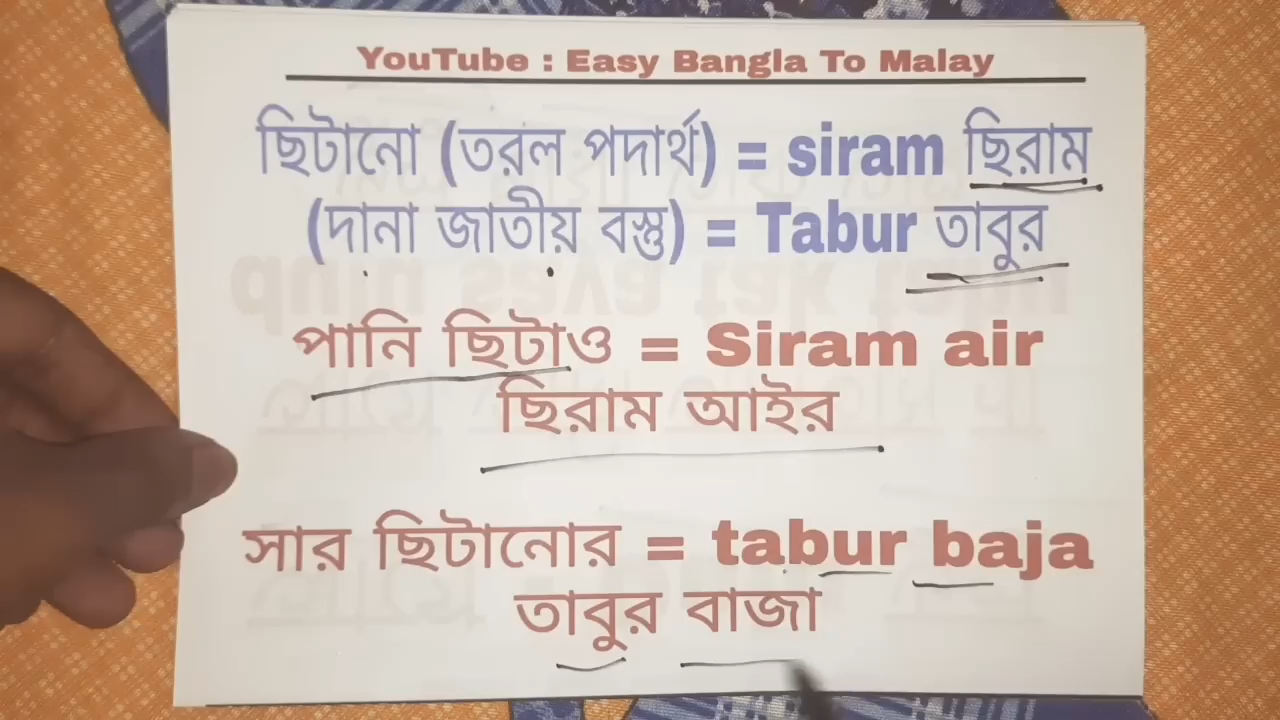 YouTube : Easy Bangla To Malay
ছিটানো (তরল পদার্থ) = siram ছিরাম
(দানা জাতীয় বস্তু) = Tabur তাবুর
পানি ছিটাও = Siram air
ছিরাম আইর
সার ছিটানোর = tabur baja
তাবুর বাজা